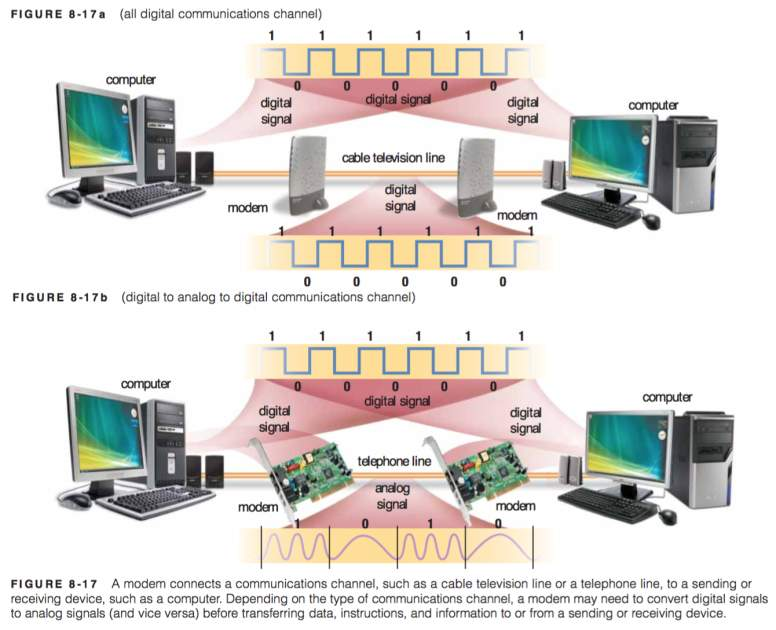 FIGURE 8-17a (all digital communications channel)
1 1 1 1 1 1
computer
0 0 0 0 0
digital signal
digital
signal
digital
signal
computer
cable television line
digital
signal
modem
modem
1 1 1 1 1 1
0 0 0 0 0
FIGURE 8-17b (digital to analog to digital communications channel)
1 1 1 1 1 1
computer
0 0 0 0 0
digital signal
digital
signal
digital
signal
computer
telephone line
analog
signal
modem
modem
1 0 1 0
FIGURE 8-17 A modem connects a communications channel, such as a cable television line or a telephone line, to a sending or
receiving device, such as a computer. Depending on the type of communications channel, a modem may need to convert digital signals
to analog signals (and vice versa) before transferring data, instructions, and information to or from a sending or receiving device.